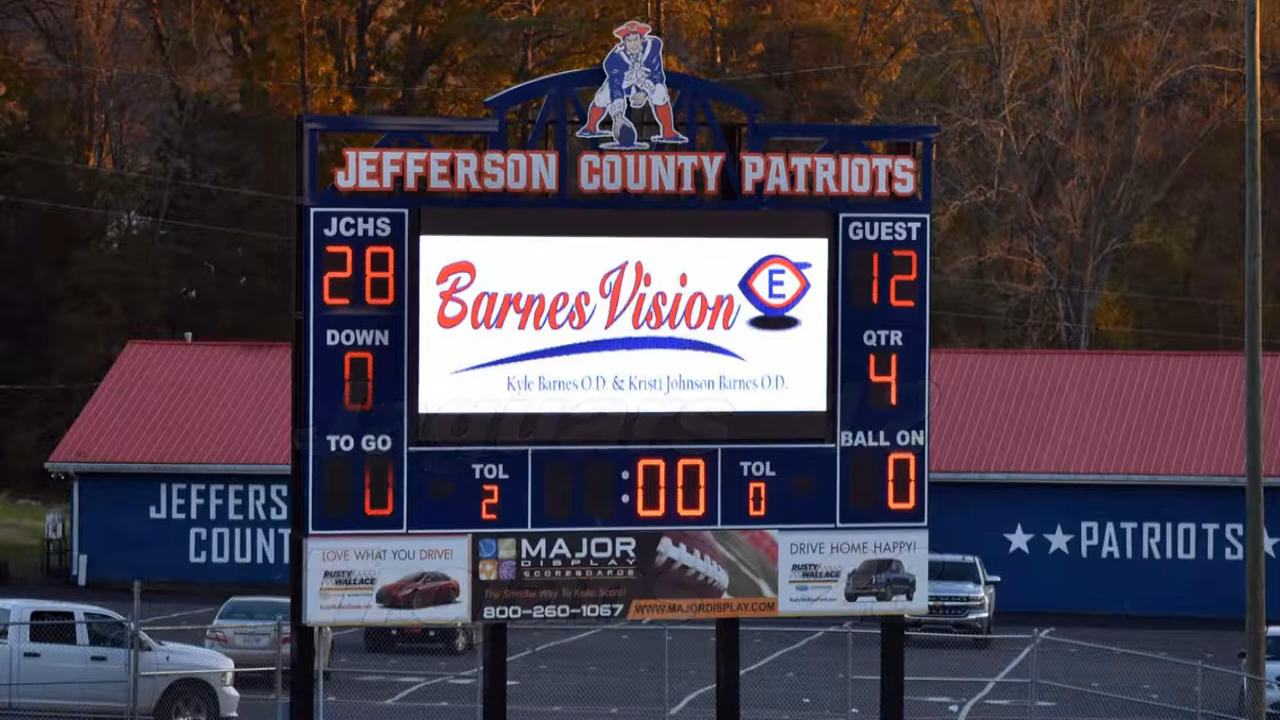 JEFFERSON COUNTY PATRIOTS
JCHS
28
GUEST
12
Barnes Vision E
Kyle Barnes O.D. & Kristi Johnson Barnes O.D.
DOWN
0
QTR
4
TO GO
BALL ON
0
TOL
2
:00
TOL
0
JEFFERS
COUNT
PATRIOTS
LOVE WHAT YOU DRIVE!
RUSTY
WALLACE
MAJOR
DISPLAY
SCOREBOARDS
The Smarter Way To Keep Score!
800-260-1067
WWW.MAJORDISPLAY.COM
DRIVE HOME HAPPY!
RUSTY
WALLACE